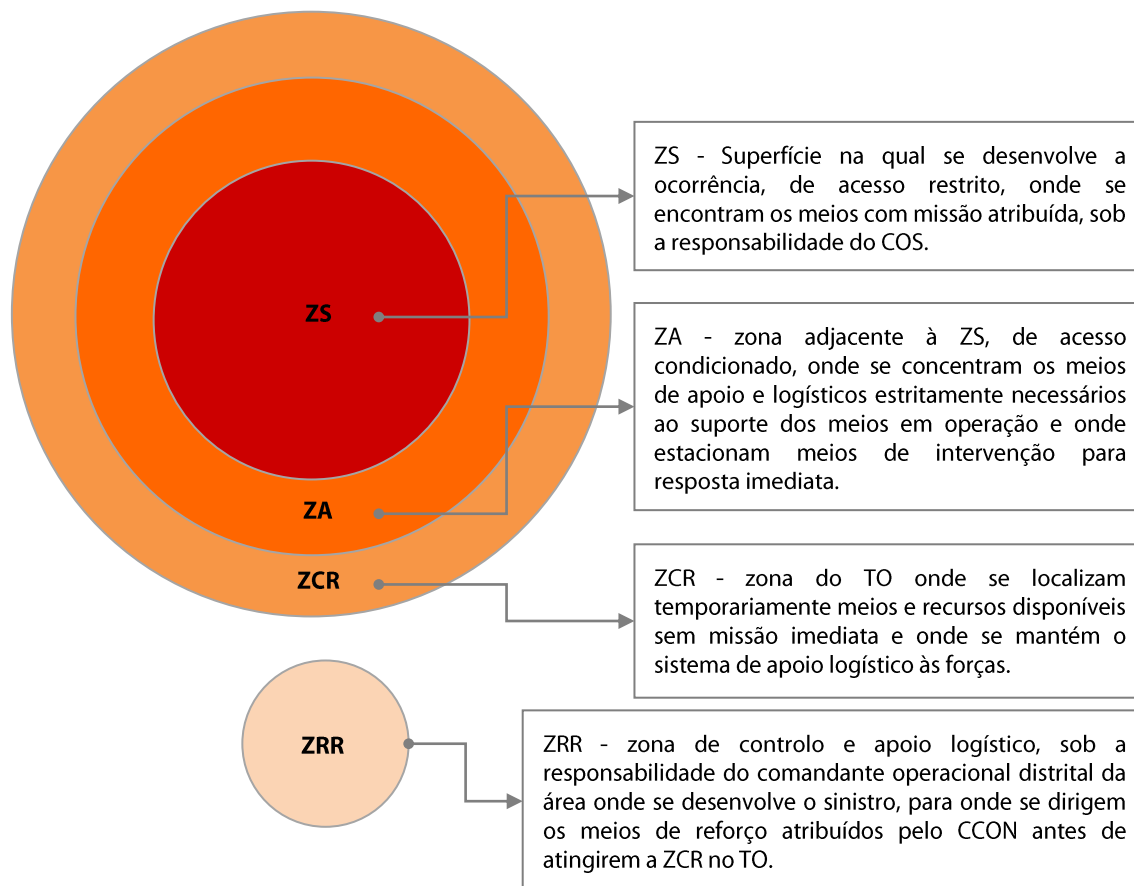 ZS - Superfície na qual se desenvolve a
ocorrência, de acesso restrito, onde se
encontram os meios com missão atribuída, sob
a responsabilidade do COS.
ZS
ZA - zona adjacente à ZS, de acesso
condicionado, onde se concentram os meios
de apoio e logísticos estritamente necessários
ao suporte dos meios em operação e onde
estacionam meios de intervenção para
resposta imediata.
ZA
ZCR
ZCR - zona do TO onde se localizam
temporariamente meios e recursos disponíveis
sem missão imediata e onde se mantém o
sistema de apoio logístico às forças.
ZRR
ZRR - zona de controlo e apoio logístico, sob a
responsabilidade do comandante operacional distrital da
área onde se desenvolve o sinistro, para onde se dirigem
os meios de reforço atribuídos pelo CCON antes de
atingirem a ZCR no TO.